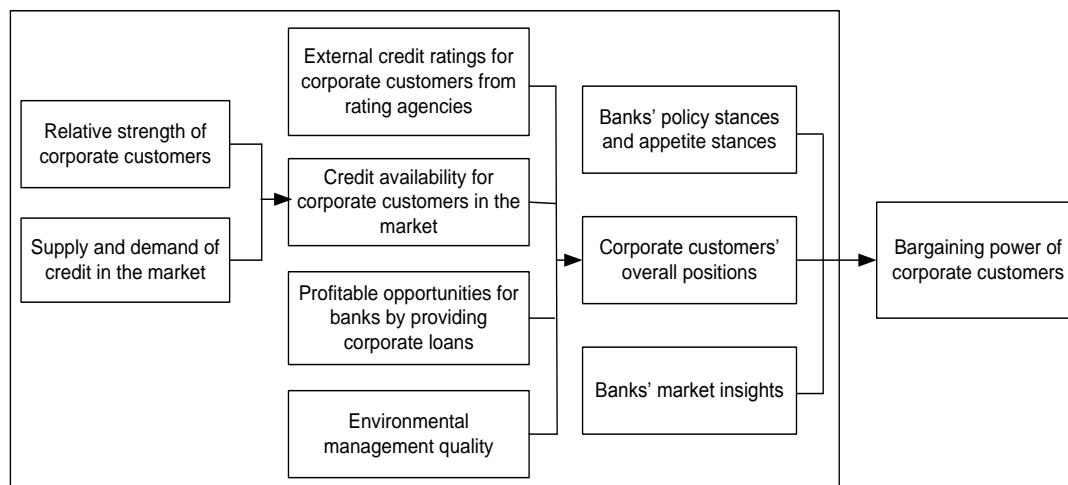 Relative strength of
corporate customers
Supply and demand of
credit in the market
External credit ratings for
corporate customers from
rating agencies
Credit availability for
corporate customers in the
market
Profitable opportunities for
banks by providing
corporate loans
Environmental
management quality
Banks’ policy stances
and appetite stances
Corporate customers’
overall positions
Banks’ market insights
Bargaining power of
corporate customers